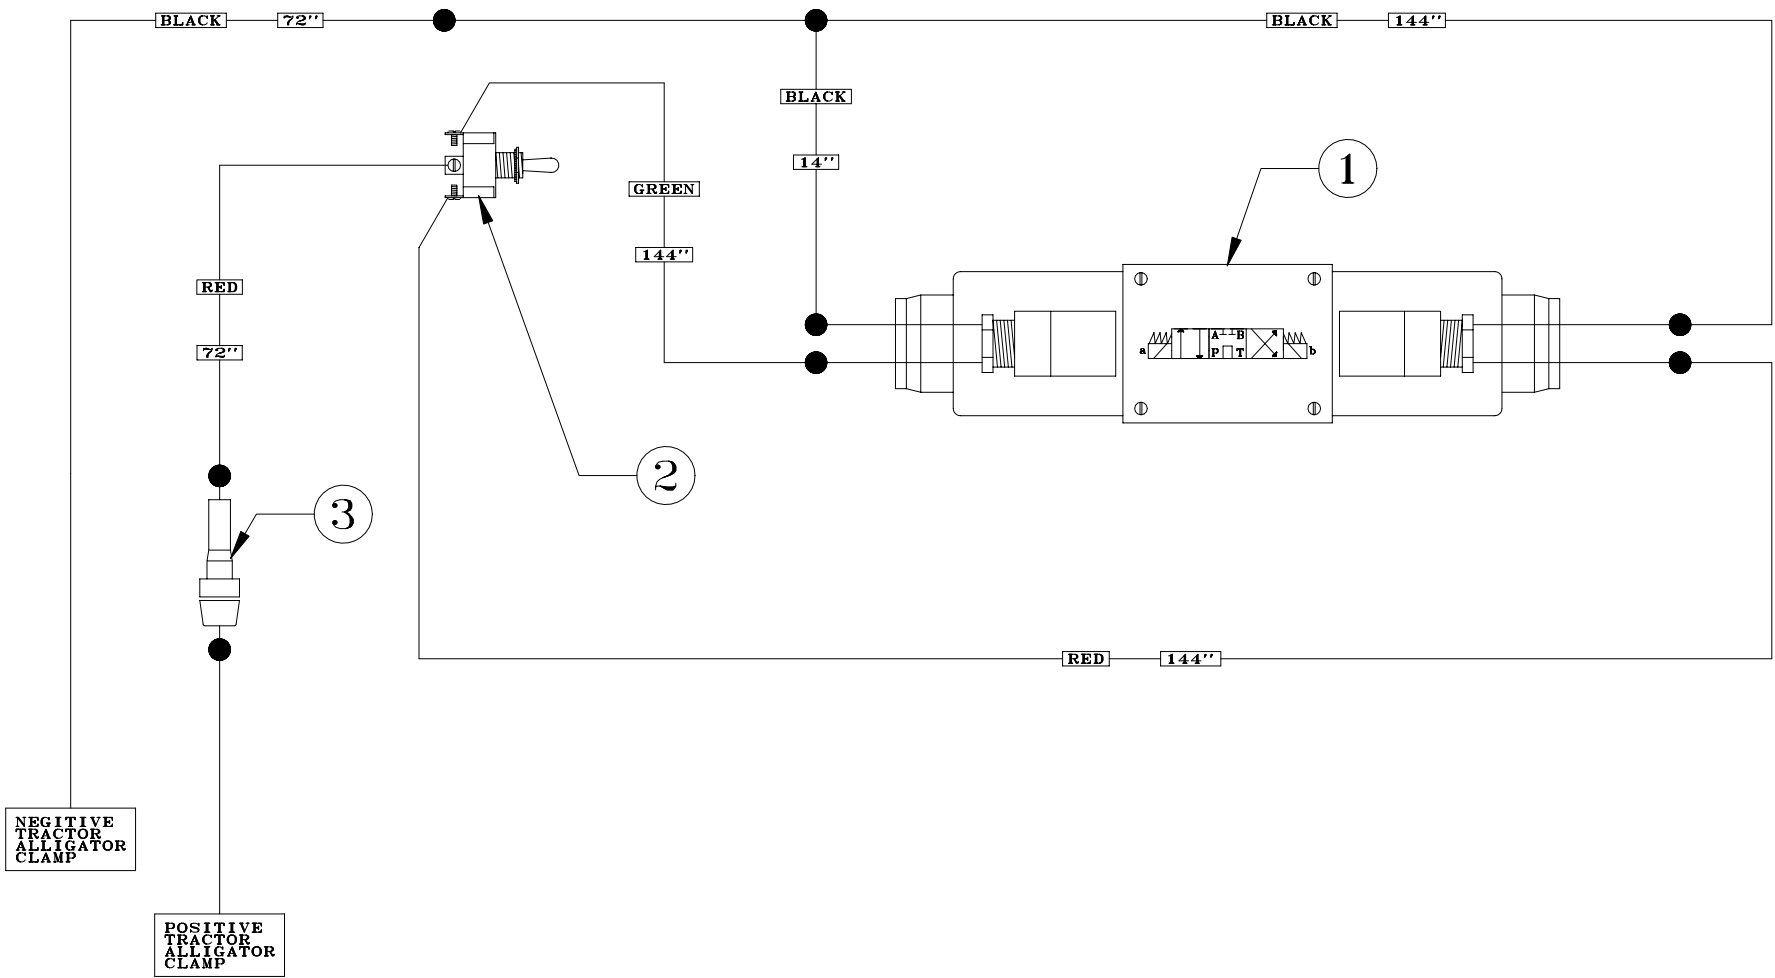 BLACK 72'' BLACK 144''
BLACK
14''
1
GREEN
144''
RED
72''
A B
a P T b
2
3
RED 144''
NEGITIVE
TRACTOR
ALLIGATOR
CLAMP
POSITIVE
TRACTOR
ALLIGATOR
CLAMP